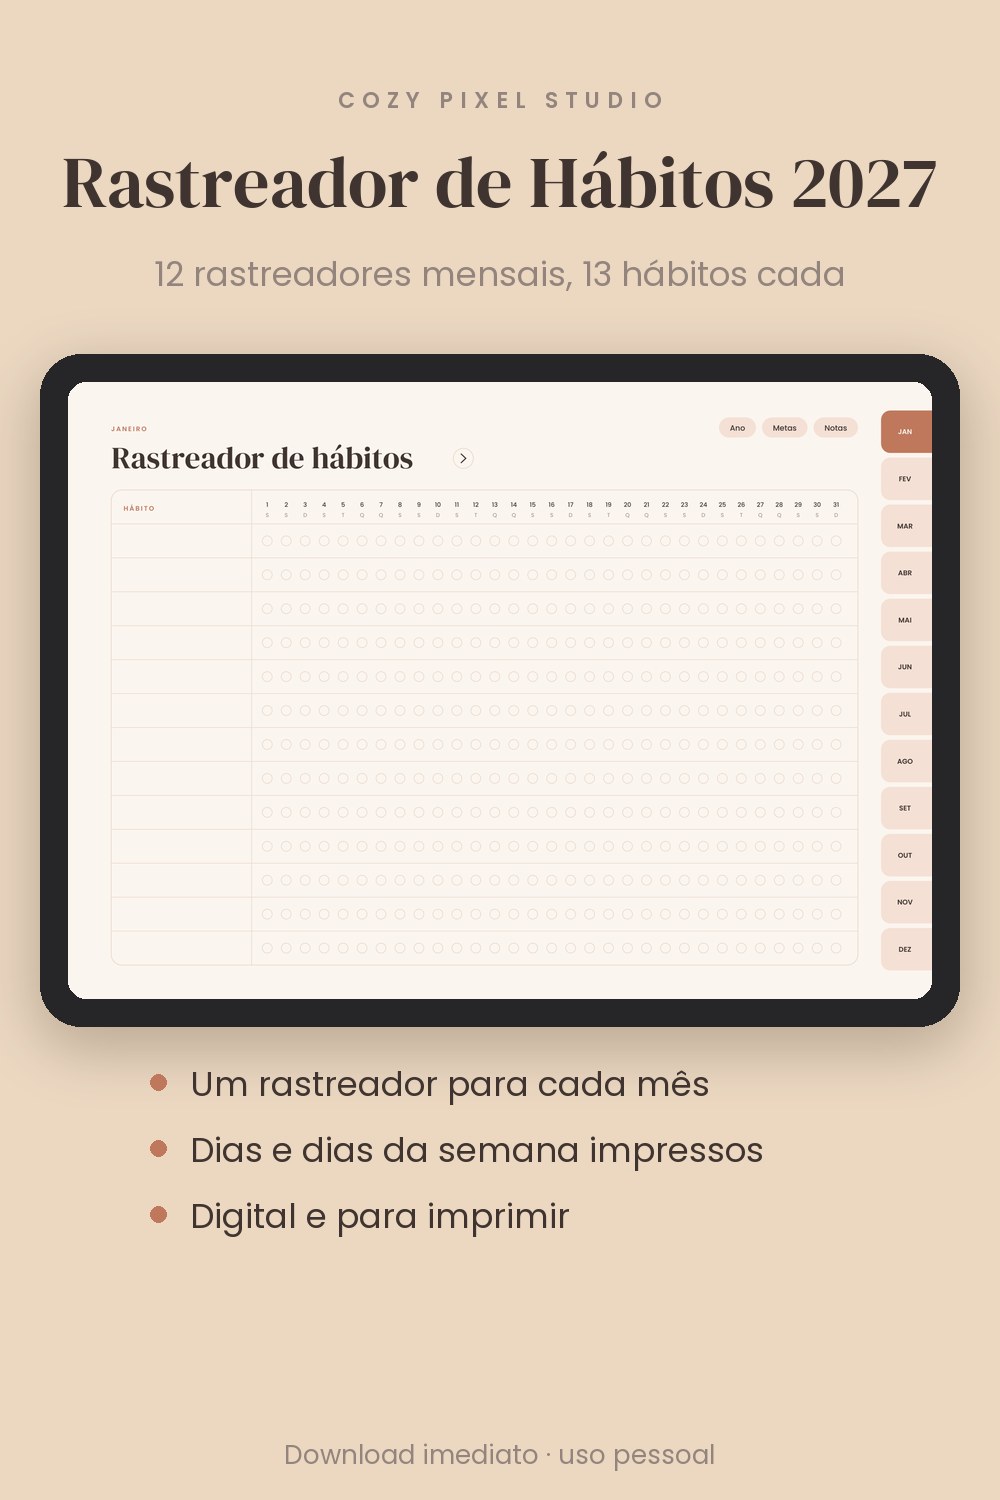 COZY PIXEL STUDIO
Rastreador de Hábitos 2027
12 rastreadores mensais, 13 hábitos cada
JANEIRO
Ano Metas Notas
Rastreador de hábitos
HÁBITO
1 2 3 4 5 6 7 8 9 10 11 12 13 14 15 16 17 18 19 20 21 22 23 24 25 26 27 28 29 30 31
S S D S T Q Q S S D S T Q Q S S D S T Q Q S S D S T Q Q S S D
JAN
FEV
MAR
ABR
MAI
JUN
JUL
AGO
SET
OUT
NOV
DEZ
Um rastreador para cada mês
Dias e dias da semana impressos
Digital e para imprimir
Download imediato · uso pessoal